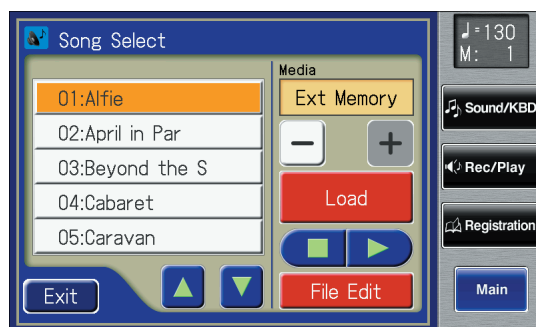 Song Select
♩=130
M: 1
Media
Ext Memory
01:Alfie
02:April in Par
03:Beyond the S
04:Cabaret
05:Caravan
− +
Load
File Edit
Exit
Sound/KBD
Rec/Play
Registration
Main